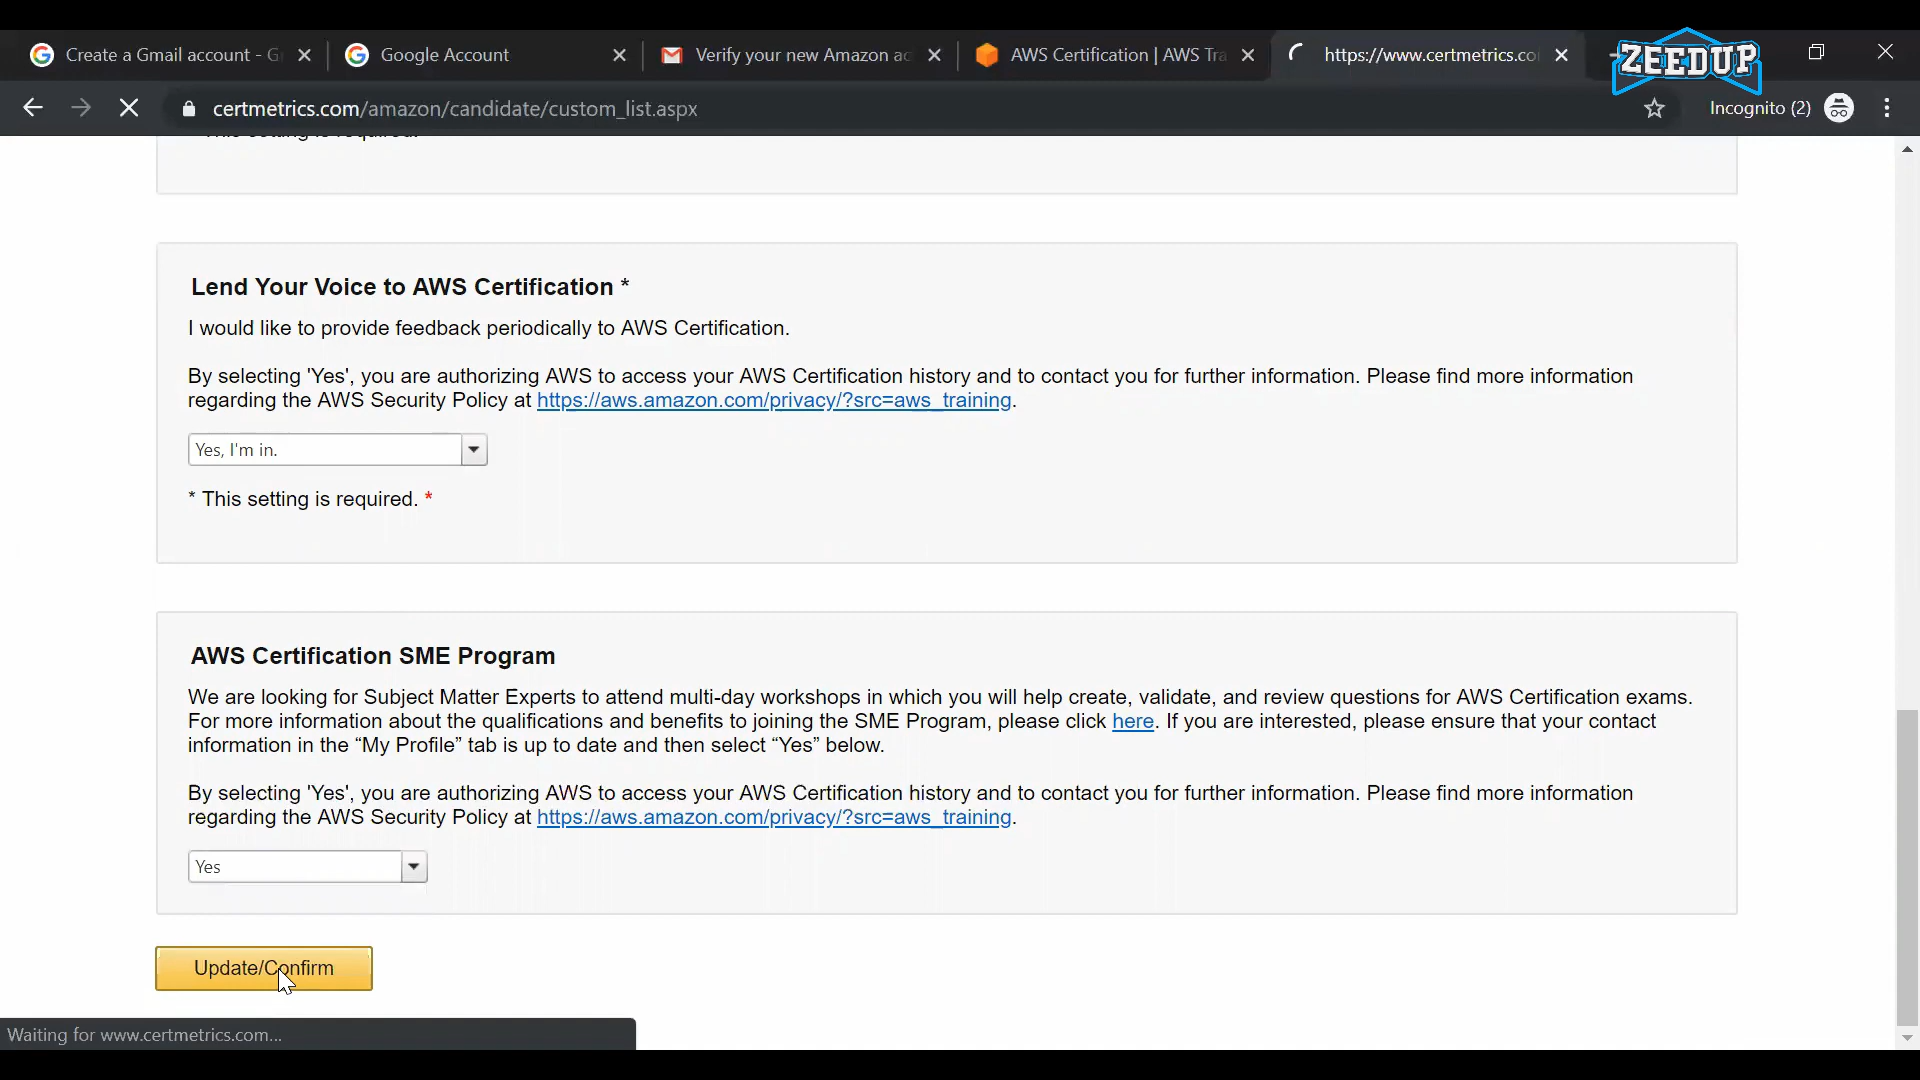 Create a Gmail account - G
Google Account
Verify your new Amazon ac
AWS Certification | AWS Tra
https://www.certmetrics.co
ZEEDUP
certmetrics.com/amazon/candidate/custom_list.aspx
Incognito (2)
This setting is required.
Lend Your Voice to AWS Certification *
I would like to provide feedback periodically to AWS Certification.
By selecting 'Yes', you are authorizing AWS to access your AWS Certification history and to contact you for further information. Please find more information
regarding the AWS Security Policy at https://aws.amazon.com/privacy/?src=aws_training.
Yes, I'm in.
* This setting is required. *
AWS Certification SME Program
We are looking for Subject Matter Experts to attend multi-day workshops in which you will help create, validate, and review questions for AWS Certification exams.
For more information about the qualifications and benefits to joining the SME Program, please click here. If you are interested, please ensure that your contact
information in the “My Profile” tab is up to date and then select “Yes” below.
By selecting 'Yes', you are authorizing AWS to access your AWS Certification history and to contact you for further information. Please find more information
regarding the AWS Security Policy at https://aws.amazon.com/privacy/?src=aws_training.
Yes
Update/Confirm
Waiting for www.certmetrics.com...